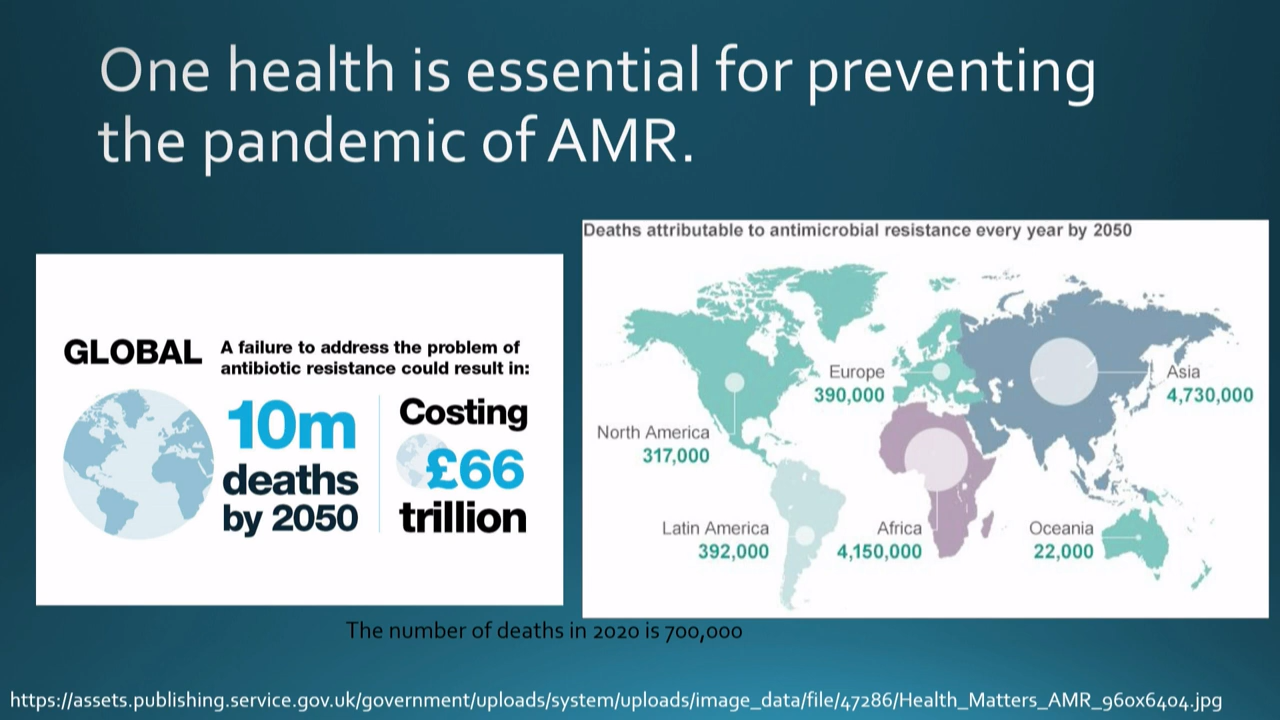 One health is essential for preventing
the pandemic of AMR.
GLOBAL
A failure to address the problem of
antibiotic resistance could result in:
10m
deaths
by 2050
Costing
£66
trillion
Deaths attributable to antimicrobial resistance every year by 2050
Europe
390,000
Asia
4,730,000
North America
317,000
Latin America
392,000
Africa
4,150,000
Oceania
22,000
The number of deaths in 2020 is 700,000
https://assets.publishing.service.gov.uk/government/uploads/system/uploads/image_data/file/47286/Health_Matters_AMR_960x6404.jpg